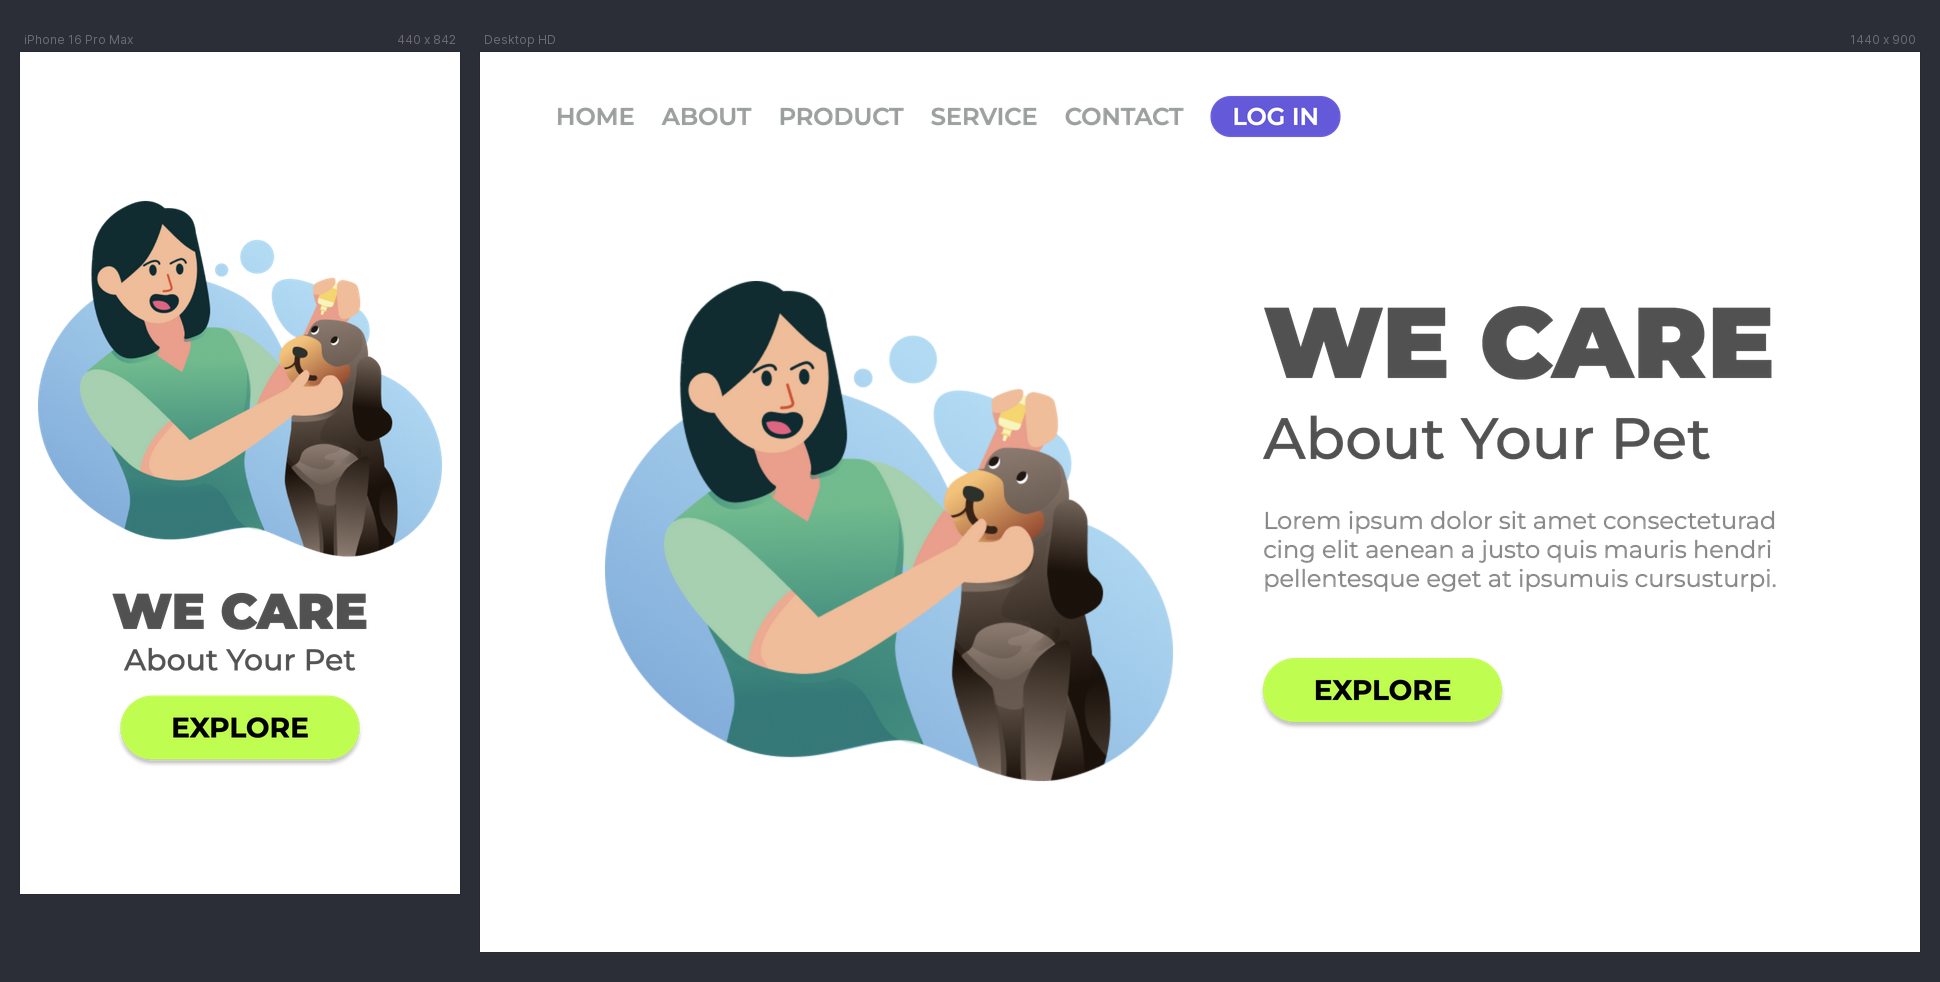 iPhone 16 Pro Max
440 x 842
WE CARE
About Your Pet
EXPLORE
Desktop HD
1440 x 900
HOME ABOUT PRODUCT SERVICE CONTACT LOG IN
WE CARE
About Your Pet
Lorem ipsum dolor sit amet consecteturad
cing elit aenean a justo quis mauris hendri
pellentesque eget at ipsumuis cursusturpi.
EXPLORE